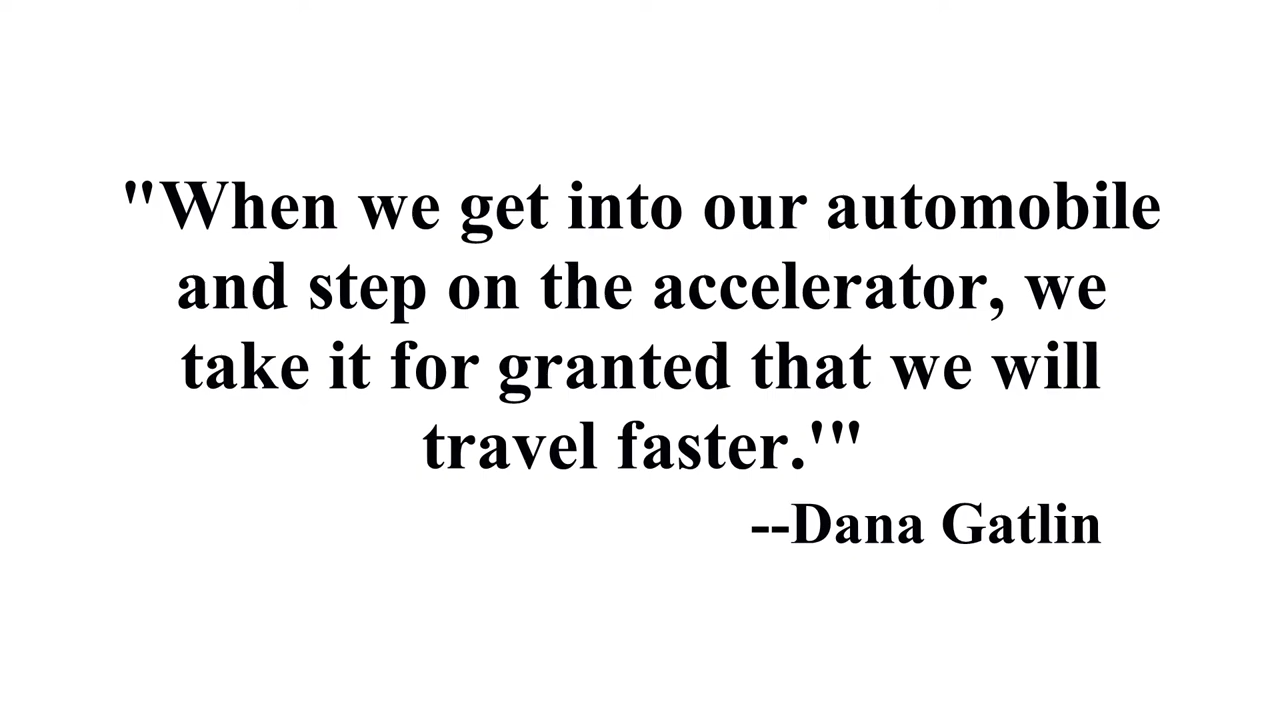 "When we get into our automobile
and step on the accelerator, we
take it for granted that we will
travel faster.'"
--Dana Gatlin